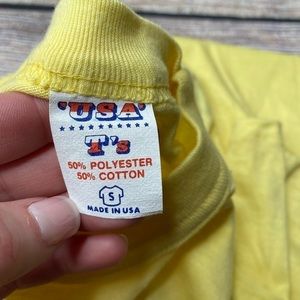 'USA'
T's
50% POLYESTER
50% COTTON
S
MADE IN USA